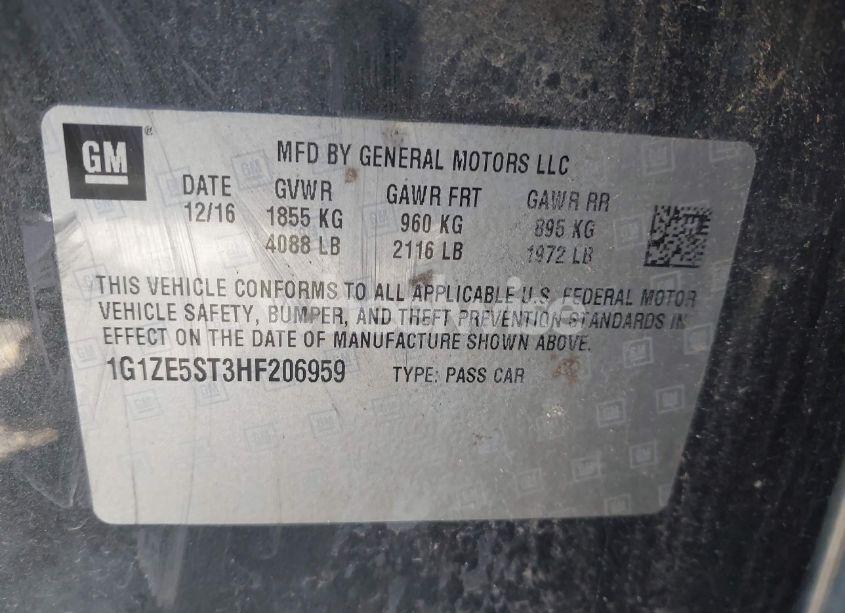 GM
MFD BY GENERAL MOTORS LLC
DATE GVWR GAWR FRT GAWR RR
12/16 1855 KG 960 KG 895 KG
4088 LB 2116 LB 1972 LB
THIS VEHICLE CONFORMS TO ALL APPLICABLE U.S. FEDERAL MOTOR
VEHICLE SAFETY, BUMPER, AND THEFT PREVENTION STANDARDS IN
EFFECT ON THE DATE OF MANUFACTURE SHOWN ABOVE.
1G1ZE5ST3HF206959 TYPE: PASS CAR